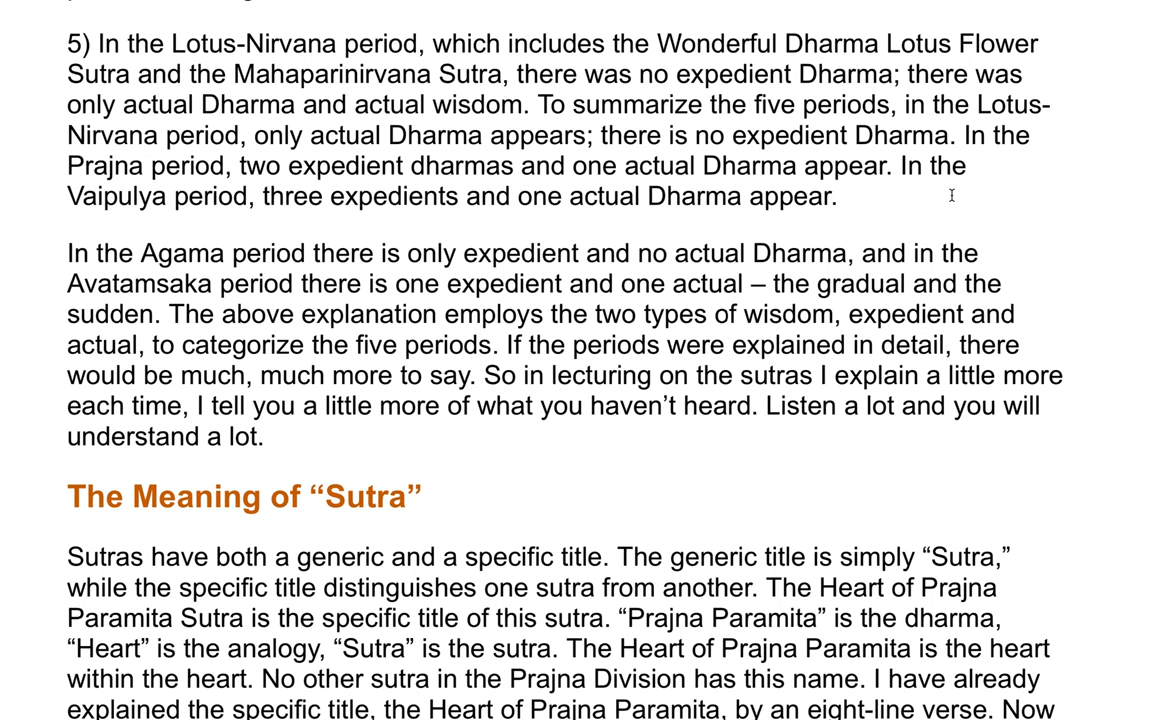 5) In the Lotus-Nirvana period, which includes the Wonderful Dharma Lotus Flower
Sutra and the Mahaparinirvana Sutra, there was no expedient Dharma; there was
only actual Dharma and actual wisdom. To summarize the five periods, in the Lotus-
Nirvana period, only actual Dharma appears; there is no expedient Dharma. In the
Prajna period, two expedient dharmas and one actual Dharma appear. In the
Vaipulya period, three expedients and one actual Dharma appear.
In the Agama period there is only expedient and no actual Dharma, and in the
Avatamsaka period there is one expedient and one actual – the gradual and the
sudden. The above explanation employs the two types of wisdom, expedient and
actual, to categorize the five periods. If the periods were explained in detail, there
would be much, much more to say. So in lecturing on the sutras I explain a little more
each time, I tell you a little more of what you haven’t heard. Listen a lot and you will
understand a lot.
The Meaning of “Sutra”
Sutras have both a generic and a specific title. The generic title is simply “Sutra,”
while the specific title distinguishes one sutra from another. The Heart of Prajna
Paramita Sutra is the specific title of this sutra. “Prajna Paramita” is the dharma,
“Heart” is the analogy, “Sutra” is the sutra. The Heart of Prajna Paramita is the heart
within the heart. No other sutra in the Prajna Division has this name. I have already
explained the specific title, the Heart of Prajna Paramita, by an eight-line verse. Now